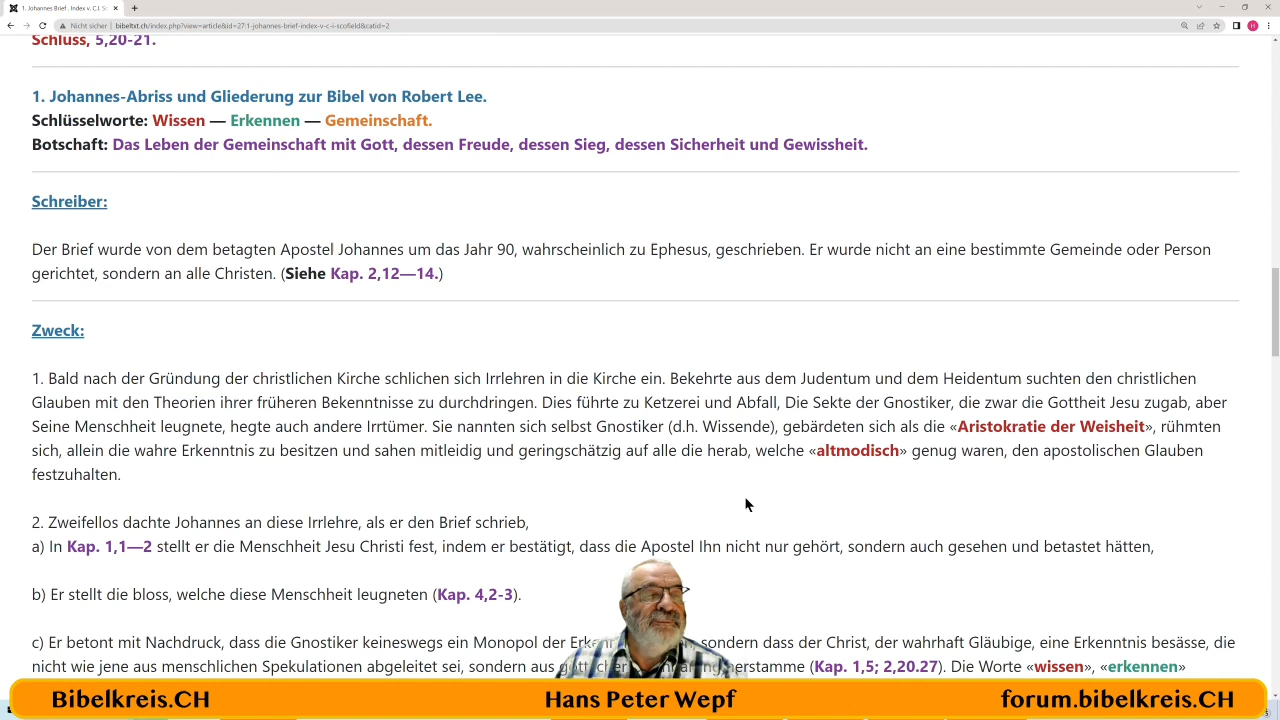 1. Johannes Brief . Index v. C.I. Sc
Nicht sicher | bibeltxt.ch/index.php?view=article&id=27:1-johannes-brief-index-v-c-i-scofield&catid=2
Schluss, 5,20-21.
1. Johannes-Abriss und Gliederung zur Bibel von Robert Lee.
Schlüsselworte: Wissen — Erkennen — Gemeinschaft.
Botschaft: Das Leben der Gemeinschaft mit Gott, dessen Freude, dessen Sieg, dessen Sicherheit und Gewissheit.
Schreiber:
Der Brief wurde von dem betagten Apostel Johannes um das Jahr 90, wahrscheinlich zu Ephesus, geschrieben. Er wurde nicht an eine bestimmte Gemeinde oder Person
gerichtet, sondern an alle Christen. (Siehe Kap. 2,12—14.)
Zweck:
1. Bald nach der Gründung der christlichen Kirche schlichen sich Irrlehren in die Kirche ein. Bekehrte aus dem Judentum und dem Heidentum suchten den christlichen
Glauben mit den Theorien ihrer früheren Bekenntnisse zu durchdringen. Dies führte zu Ketzerei und Abfall, Die Sekte der Gnostiker, die zwar die Gottheit Jesu zugab, aber
Seine Menschheit leugnete, hegte auch andere Irrtümer. Sie nannten sich selbst Gnostiker (d.h. Wissende), gebärdeten sich als die «Aristokratie der Weisheit», rühmten
sich, allein die wahre Erkenntnis zu besitzen und sahen mitleidig und geringschätzig auf alle die herab, welche «altmodisch» genug waren, den apostolischen Glauben
festzuhalten.
2. Zweifellos dachte Johannes an diese Irrlehre, als er den Brief schrieb,
a) In Kap. 1,1—2 stellt er die Menschheit Jesu Christi fest, indem er bestätigt, dass die Apostel Ihn nicht nur gehört, sondern auch gesehen und betastet hätten,
b) Er stellt die bloss, welche diese Menschheit leugneten (Kap. 4,2-3).
c) Er betont mit Nachdruck, dass die Gnostiker keineswegs ein Monopol der sondern dass der Christ, der wahrhaft Gläubige, eine Erkenntnis besässe, die
nicht wie jene aus menschlichen Spekulationen abgeleitet sei, sondern aus herstamme (Kap. 1,5; 2,20.27). Die Worte «wissen», «erkennen»
Bibelkreis.CH Hans Peter Wepf forum.bibelkreis.CH